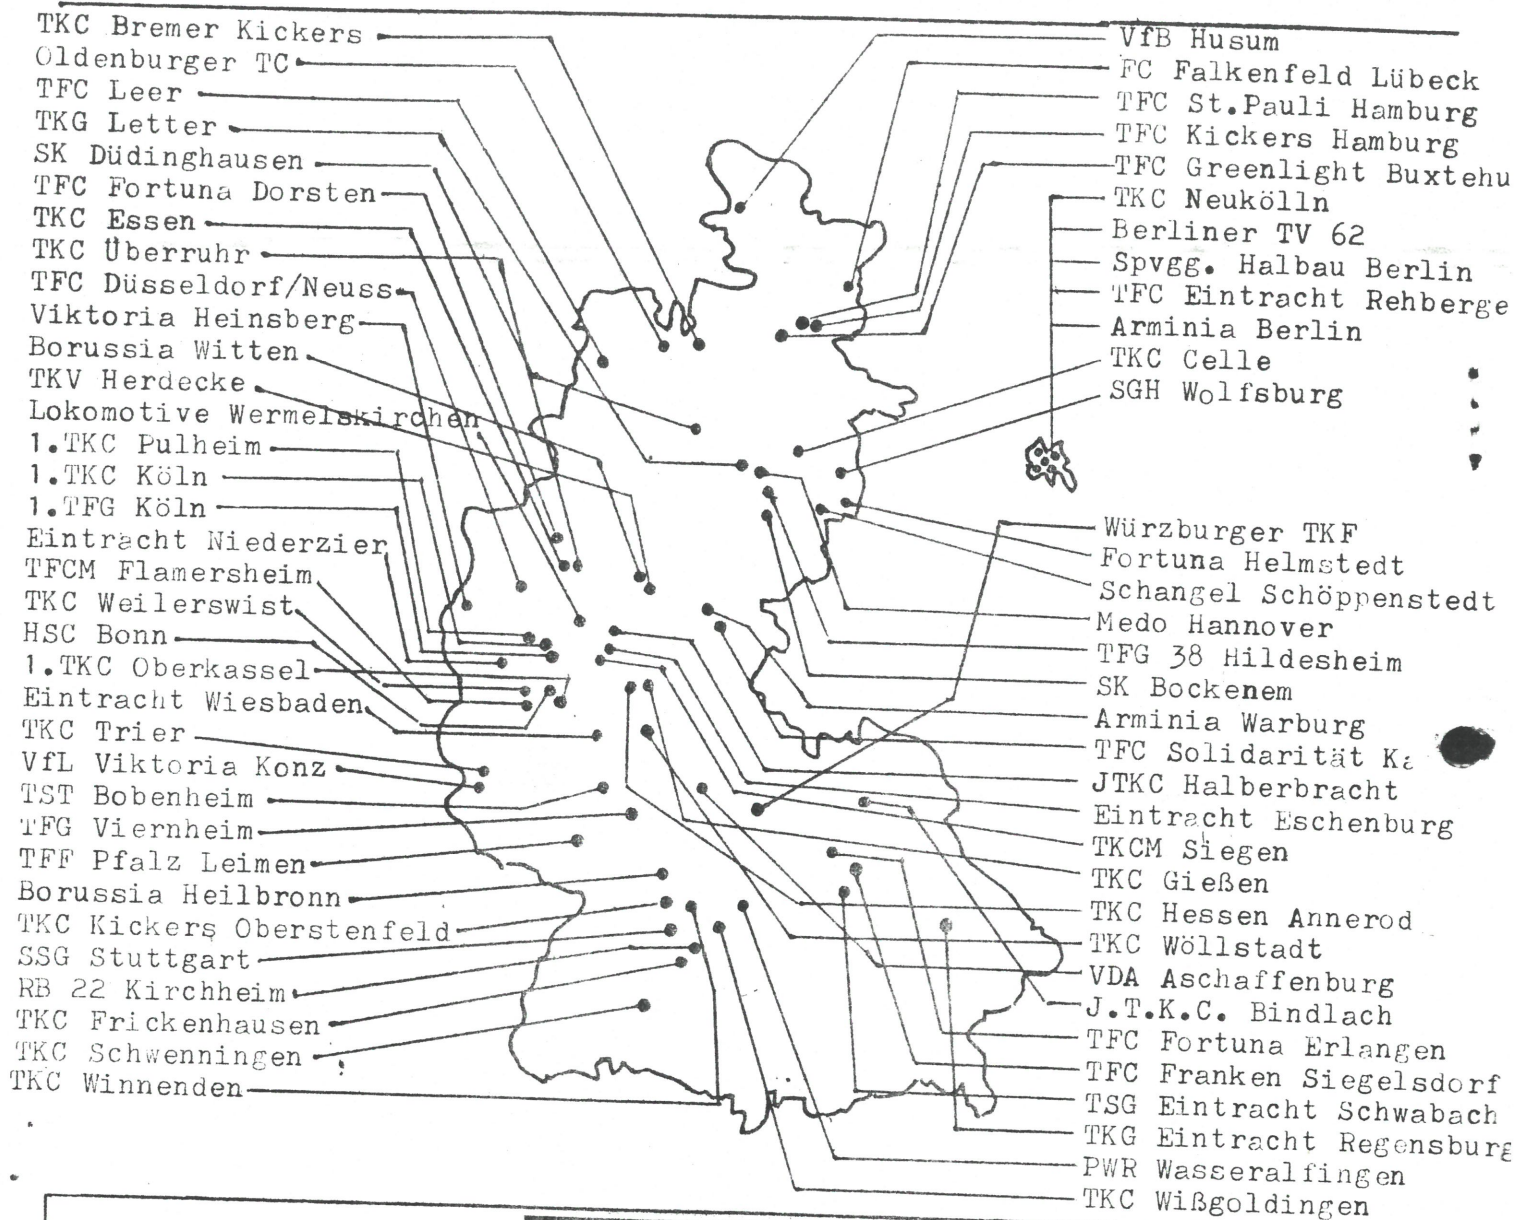 TKC Bremer Kickers
Oldenburger TC
TFC Leer
TKG Letter
SK Düdinghausen
TFC Fortuna Dorsten
TKC Essen
TKC Überruhr
TFC Düsseldorf/Neuss
Viktoria Heinsberg
Borussia Witten
TKV Herdecke
Lokomotive Wermelskirchen
1.TKC Pulheim
1.TKC Köln
1.TFG Köln
Eintracht Niederzier
TFCM Flamersheim
TKC Weilerswist
HSC Bonn
1.TKC Oberkassel
Eintracht Wiesbaden
TKC Trier
VfL Viktoria Konz
TST Bobenheim
TFG Viernheim
TFF Pfalz Leimen
Borussia Heilbronn
TKC Kickers Oberstenfeld
SSG Stuttgart
RB 22 Kirchheim
TKC Frickenhausen
TKC Schwenningen
TKC Winnenden
VfB Husum
FC Falkenfeld Lübeck
TFC St.Pauli Hamburg
TFC Kickers Hamburg
TFC Greenlight Buxtehu
TKC Neukölln
Berliner TV 62
Spvgg. Halbau Berlin
TFC Eintracht Rehberge
Arminia Berlin
TKC Celle
SGH Wolfsburg
Würzburger TKF
Fortuna Helmstedt
Schangel Schöppenstedt
Medo Hannover
TFG 38 Hildesheim
SK Bockenem
Arminia Warburg
TFC Solidarität Ka
JTKC Halberbracht
Eintracht Eschenburg
TKCM Siegen
TKC Gießen
TKC Hessen Annerod
TKC Wöllstadt
VDA Aschaffenburg
J.T.K.C. Bindlach
TFC Fortuna Erlangen
TFC Franken Siegelsdorf
TSG Eintracht Schwabach
TKG Eintracht Regensburg
PWR Wasseralfingen
TKC Wißgoldingen